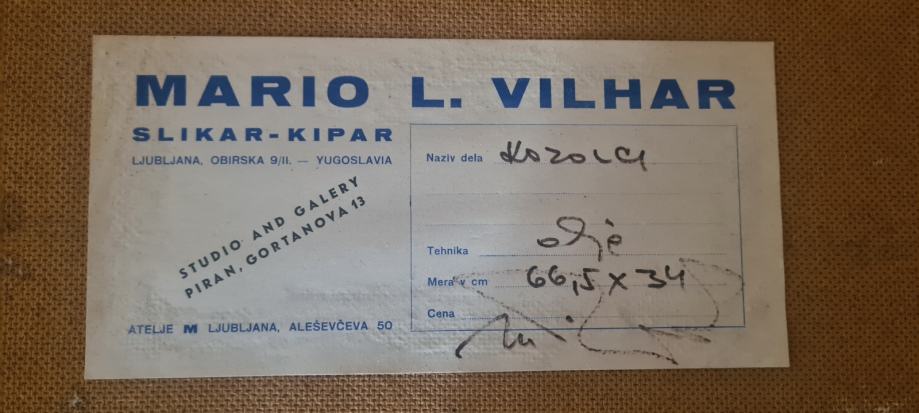 MARIO L. VILHAR
SLIKAR-KIPAR
LJUBLJANA, OBIRSKA 9/II. — YUGOSLAVIA
STUDIO AND GALERY
PIRAN, GORTANOVA 13
ATELJE M LJUBLJANA, ALEŠEVČEVA 50
Naziv dela
Tehnika olje
Mera v cm 66,5 x 34
Cena